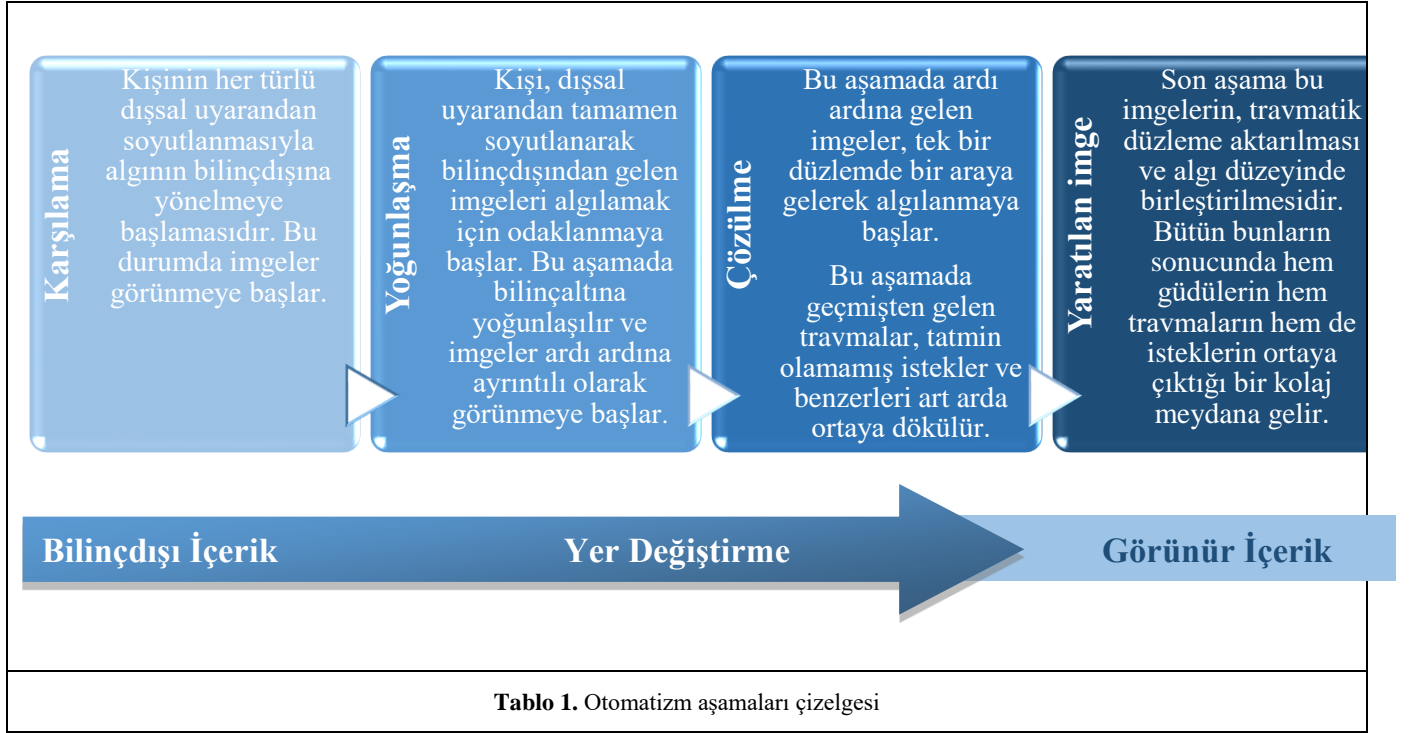 Karşılama
Kişinin her türlü
dışsal uyarandan
soyutlanmasıyla
algının bilinçdışına
yönelmeye
başlamasıdır. Bu
durumda imgeler
görünmeye başlar.
Yoğunlaşma
Kişi, dışsal
uyarandan tamamen
soyutlanarak
bilinçdışından gelen
imgeleri algılamak
için odaklanmaya
başlar. Bu aşamada
bilinçaltına
yoğunlaşılır ve
imgeler ardı ardına
ayrıntılı olarak
görünmeye başlar.
Çözülme
Bu aşamada ardı
ardına gelen
imgeler, tek bir
düzlemde bir araya
gelerek algılanmaya
başlar.
Bu aşamada
geçmişten gelen
travmalar, tatmin
olamamış istekler ve
benzerleri art arda
ortaya dökülür.
Yaratılan imge
Son aşama bu
imgelerin, travmatik
düzleme aktarılması
ve algı düzeyinde
birleştirilmesidir.
Bütün bunların
sonucunda hem
güdülerin hem
travmaların hem de
isteklerin ortaya
çıktığı bir kolaj
meydana gelir.
Bilinçdışı İçerik
Yer Değiştirme
Görünür İçerik
Tablo 1. Otomatizm aşamaları çizelgesi